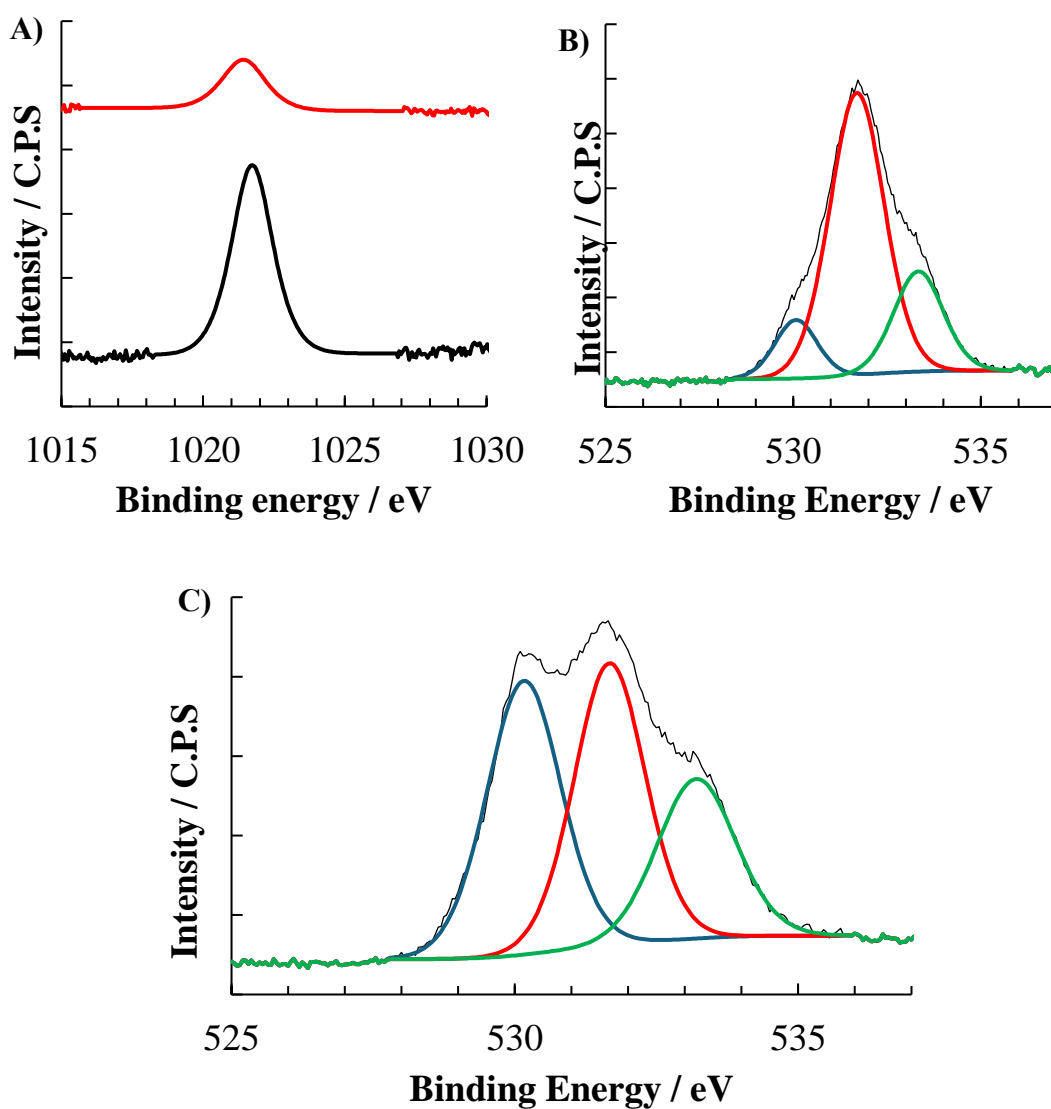 A)
Intensity / C.P.S
1015 1020 1025 1030
Binding energy / eV
B)
Intensity / C.P.S
525 530 535
Binding Energy / eV
C)
Intensity / C.P.S
525 530 535
Binding Energy / eV